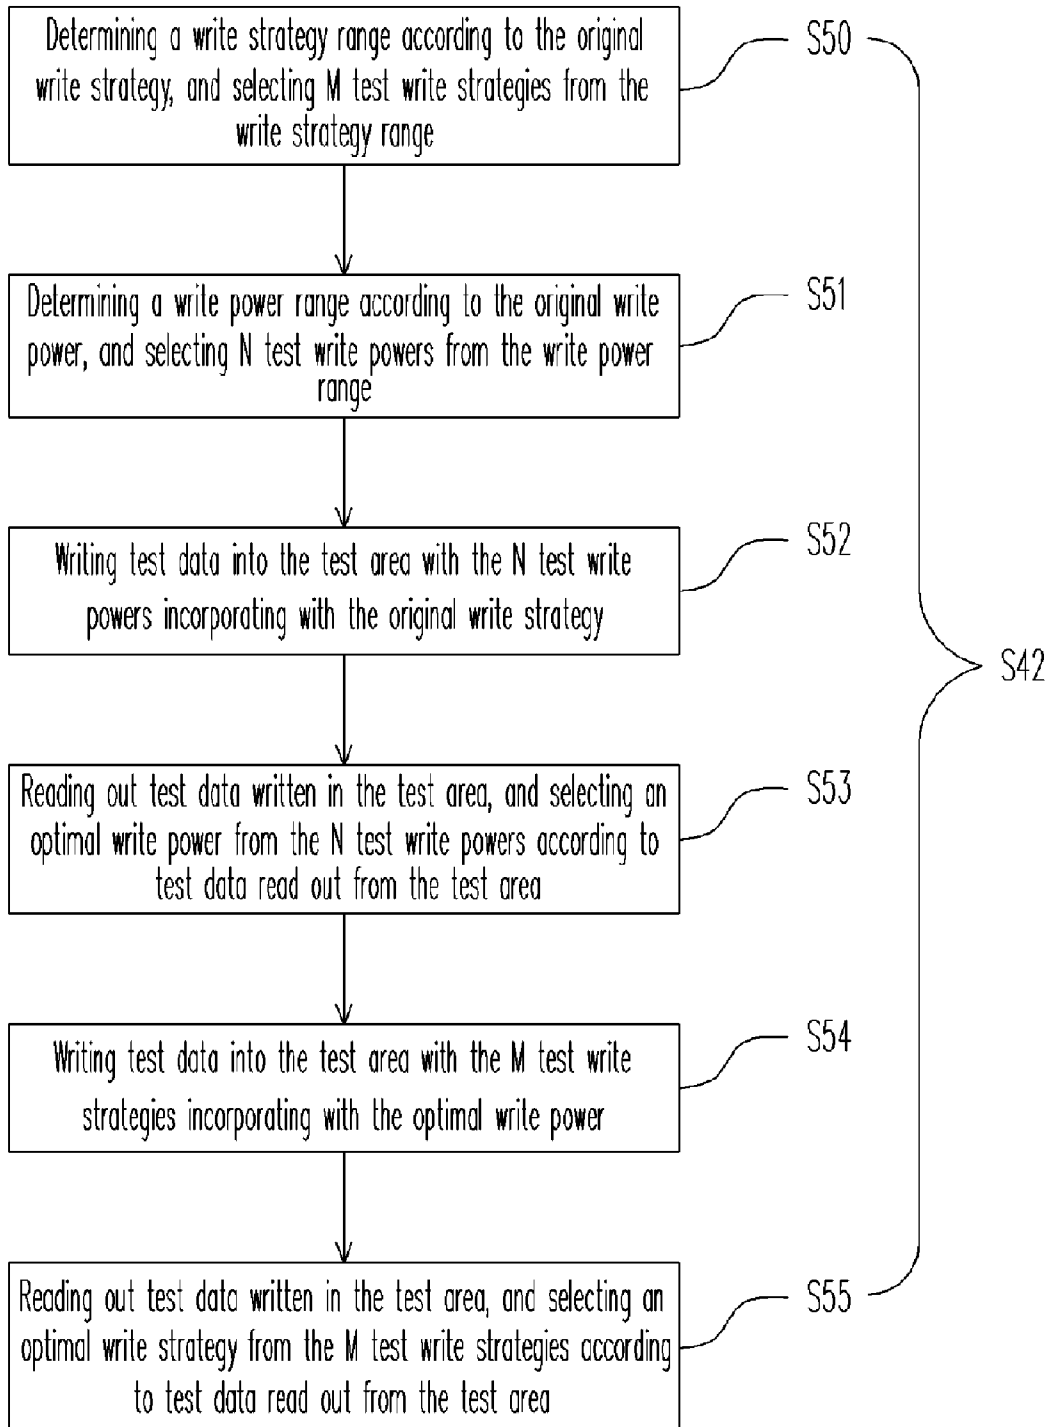 Determining a write strategy range according to the original
write strategy, and selecting M test write strategies from the
write strategy range
S50
Determining a write power range according to the original write
power, and selecting N test write powers from the write power
range
S51
Writing test data into the test area with the N test write
powers incorporating with the original write strategy
S52
S42
Reading out test data written in the test area, and selecting an
optimal write power from the N test write powers according to
test data read out from the test area
S53
Writing test data into the test area with the M test write
strategies incorporating with the optimal write power
S54
Reading out test data written in the test area, and selecting an
optimal write strategy from the M test write strategies according
to test data read out from the test area
S55